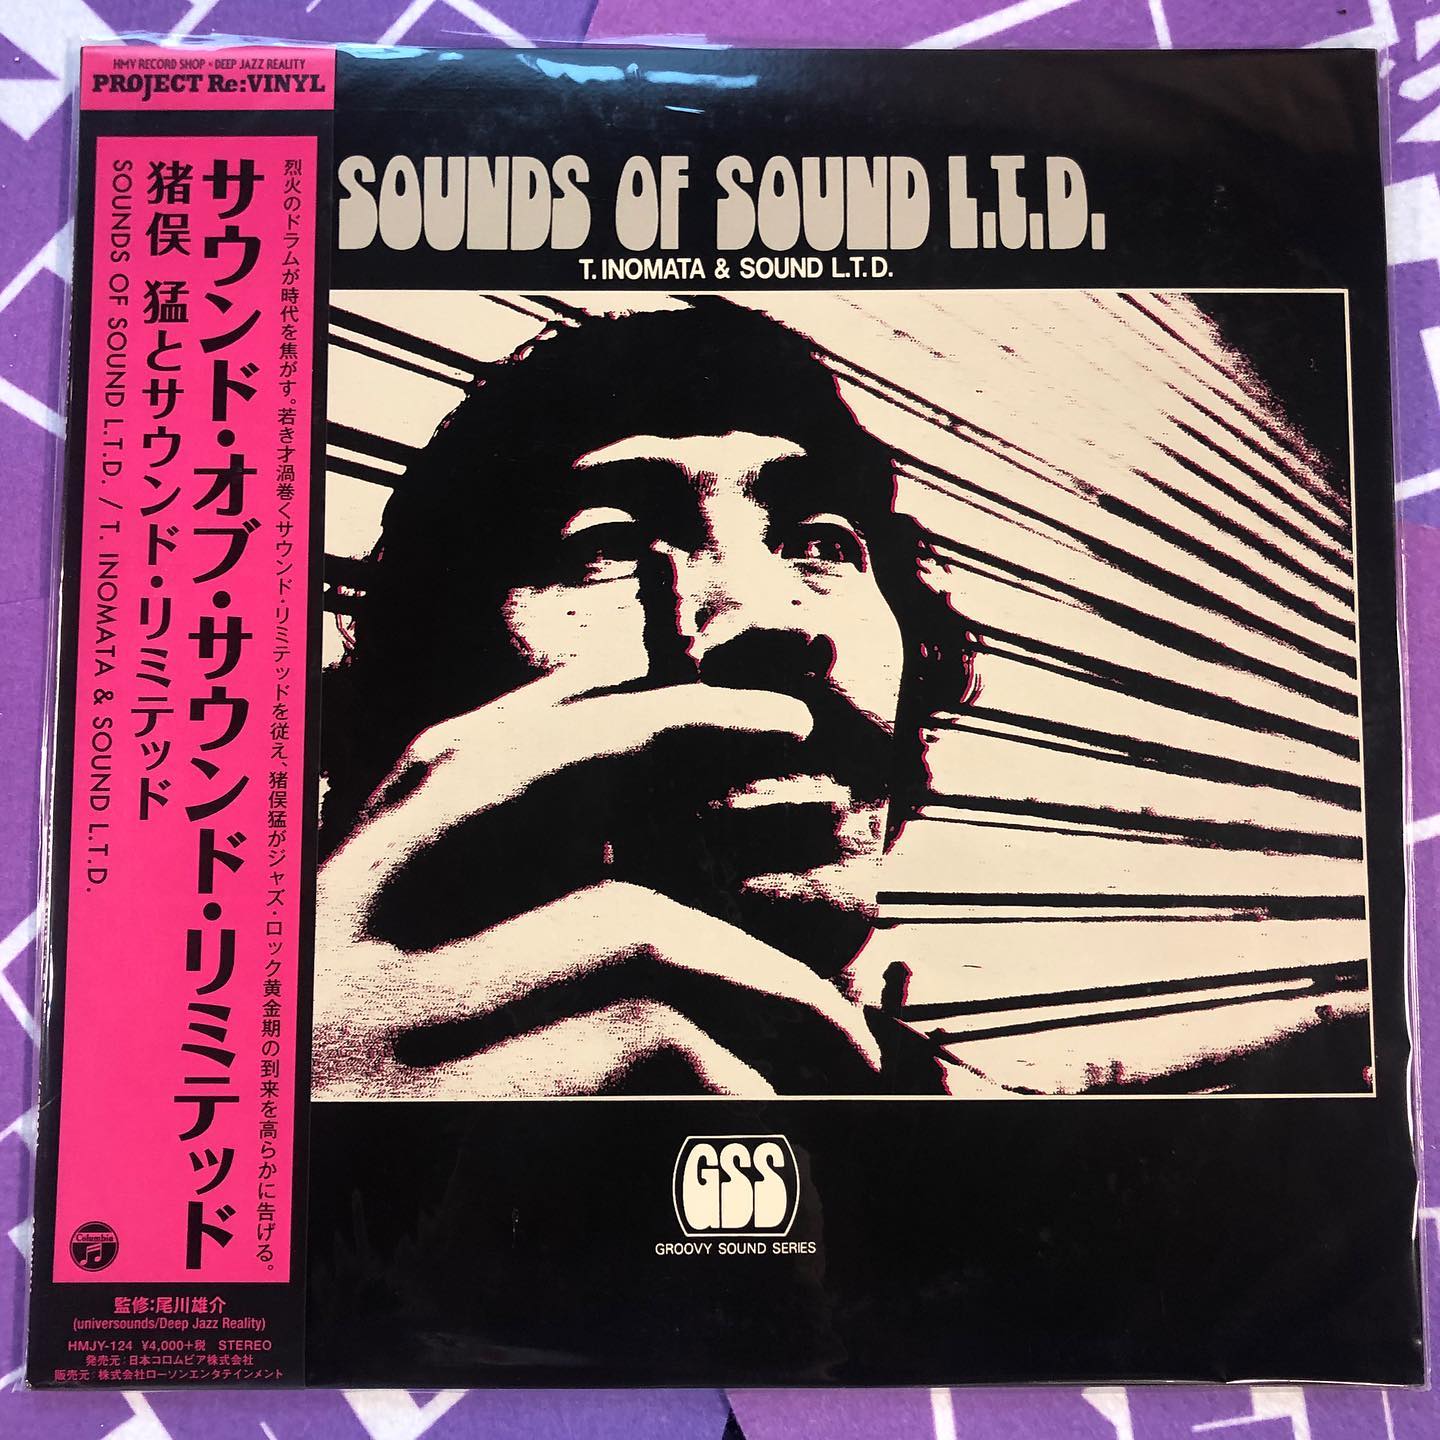 HMV RECORD SHOP × DEEP JAZZ REALITY
PROJECT Re:VINYL
烈火のドラムが時代を焦がす。若き才渦巻くサウンド・リミテッドを従え、猪俣猛がジャズ・ロック黄金期の到来を高らかに告げる。
サウンド・オブ・サウンド・リミテッド
猪俣 猛とサウンド・リミテッド
SOUNDS OF SOUND L.T.D. / T. INOMATA & SOUND L.T.D.
Columbia
監修:尾川雄介
(universounds/Deep Jazz Reality)
HMJY-124 ¥4,000+税 STEREO
発売元:日本コロムビア株式会社
販売元:株式会社ローソンエンタテインメント
SOUNDS OF SOUND L.T.D.
T. INOMATA & SOUND L.T.D.
GSS
GROOVY SOUND SERIES